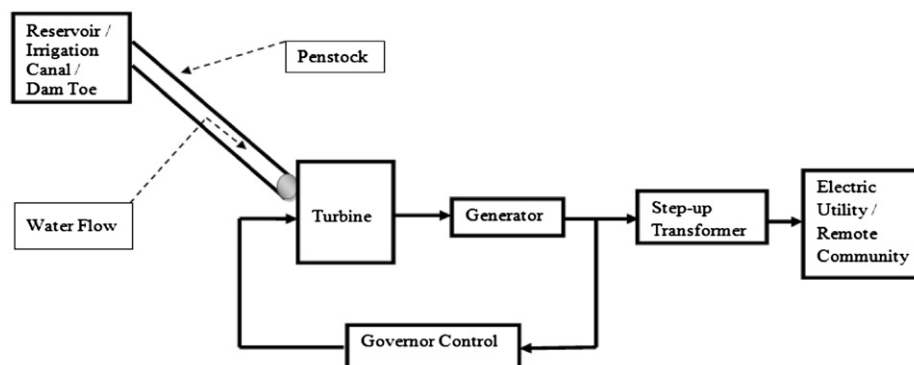 Reservoir /
Irrigation
Canal /
Dam Toe
Penstock
Water Flow
Turbine
Generator
Step-up
Transformer
Electric
Utility /
Remote
Community
Governor Control